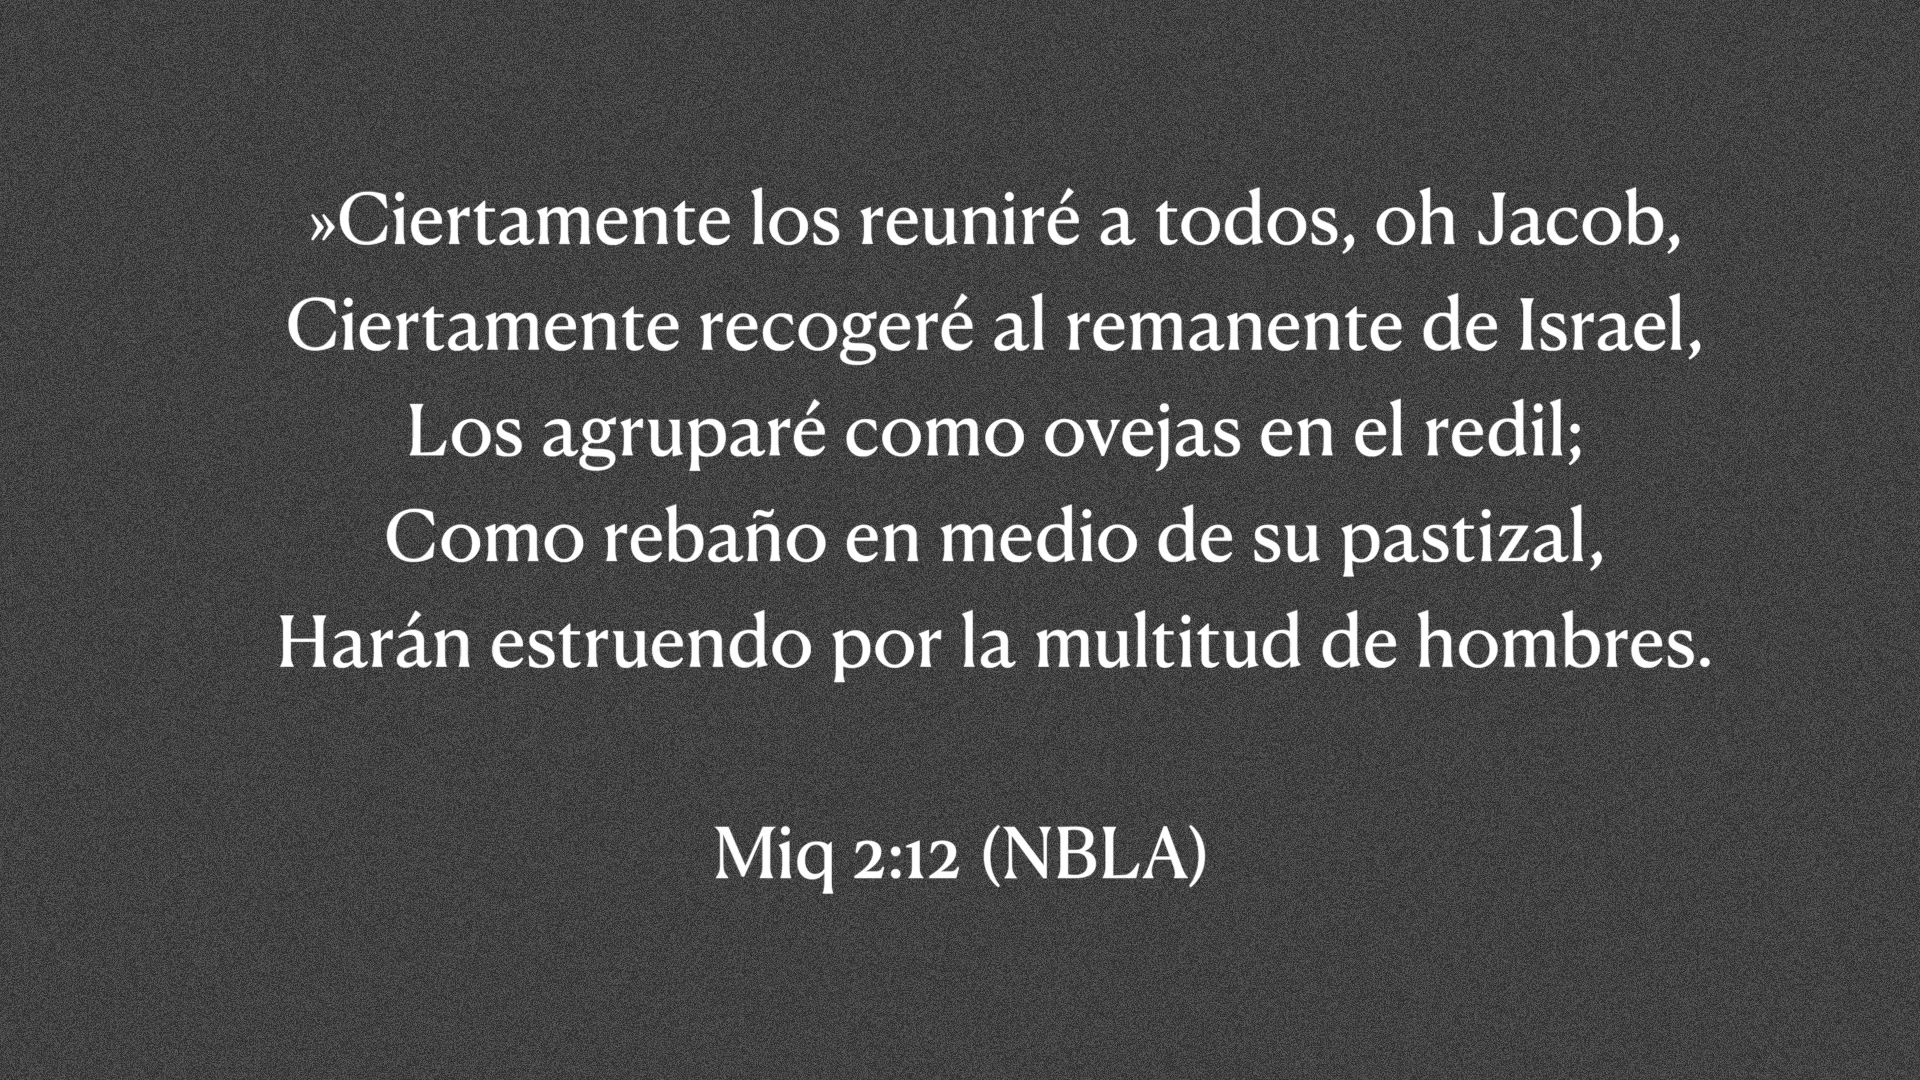 »Ciertamente los reuniré a todos, oh Jacob,
Ciertamente recogeré al remanente de Israel,
Los agruparé como ovejas en el redil;
Como rebaño en medio de su pastizal,
Harán estruendo por la multitud de hombres.
Miq 2:12 (NBLA)